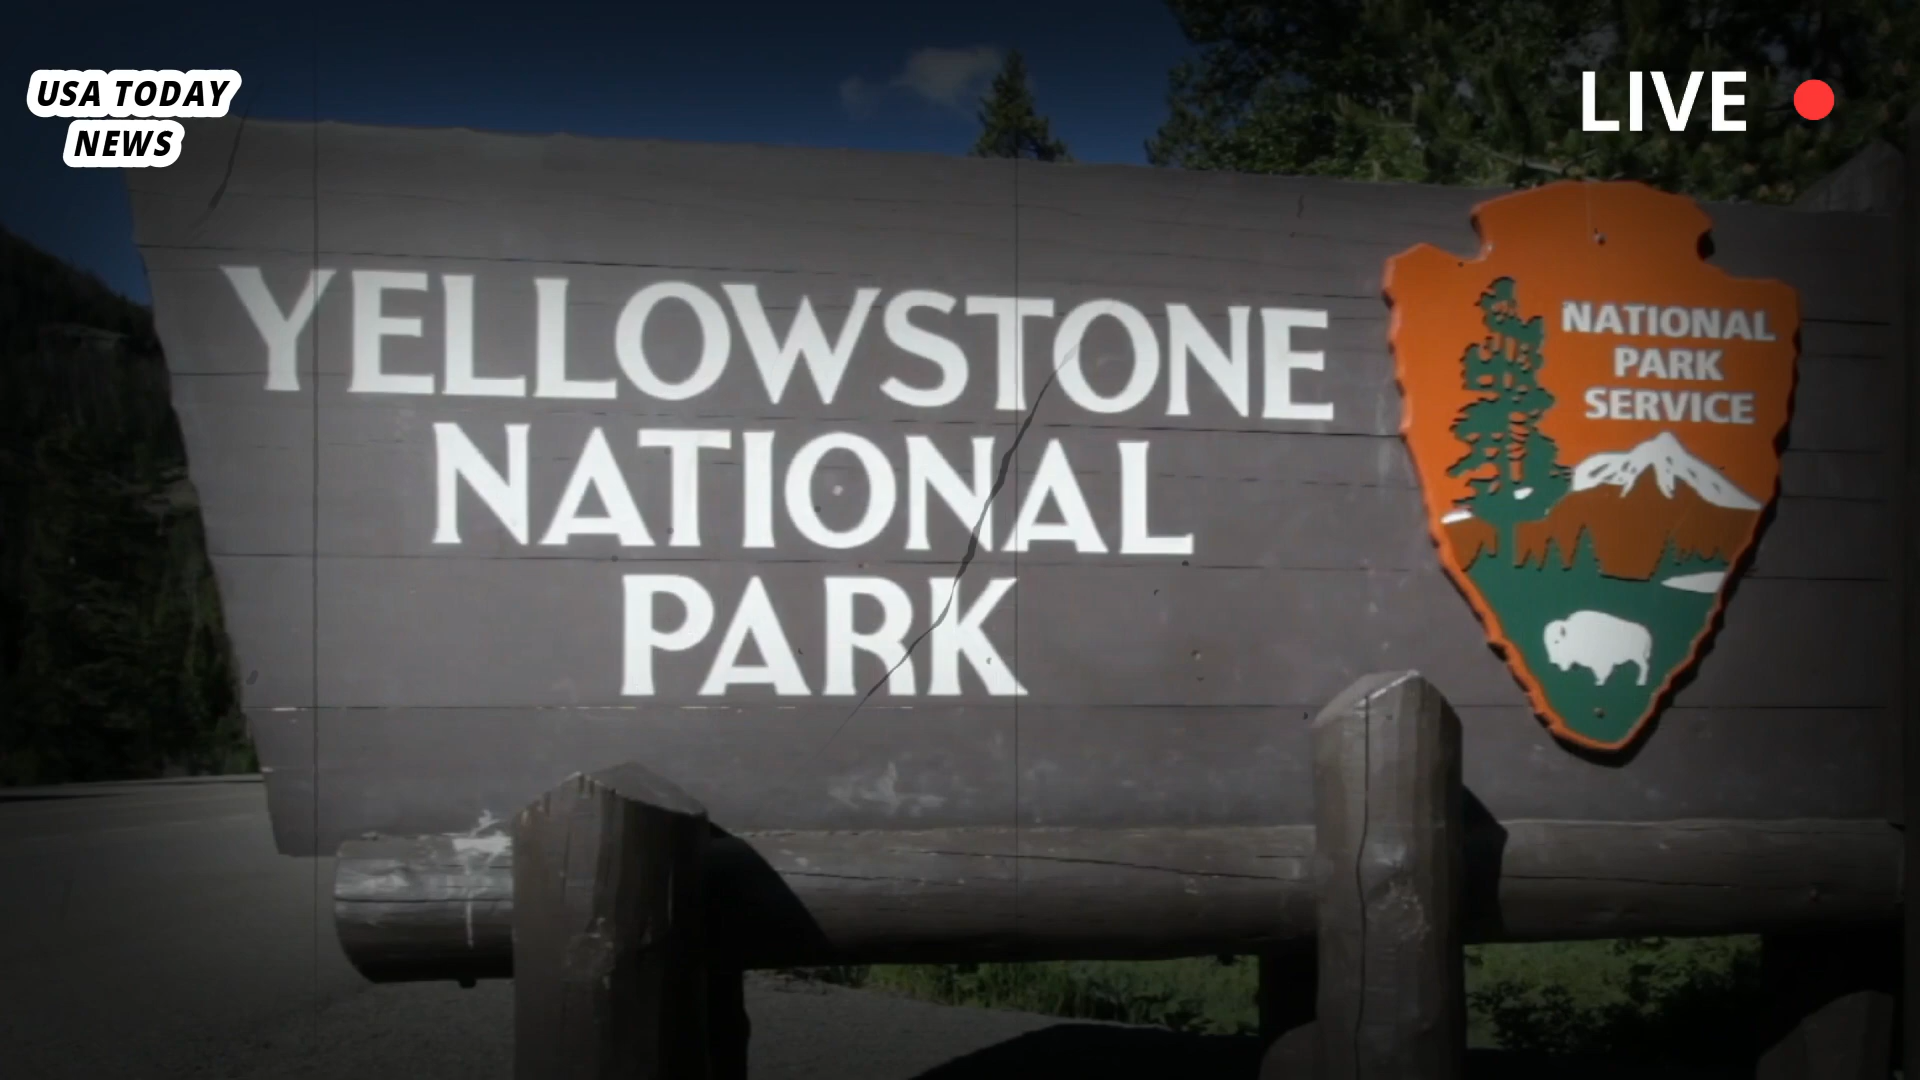 USA TODAY
NEWS
LIVE
YELLOWSTONE
NATIONAL
PARK
NATIONAL
PARK
SERVICE